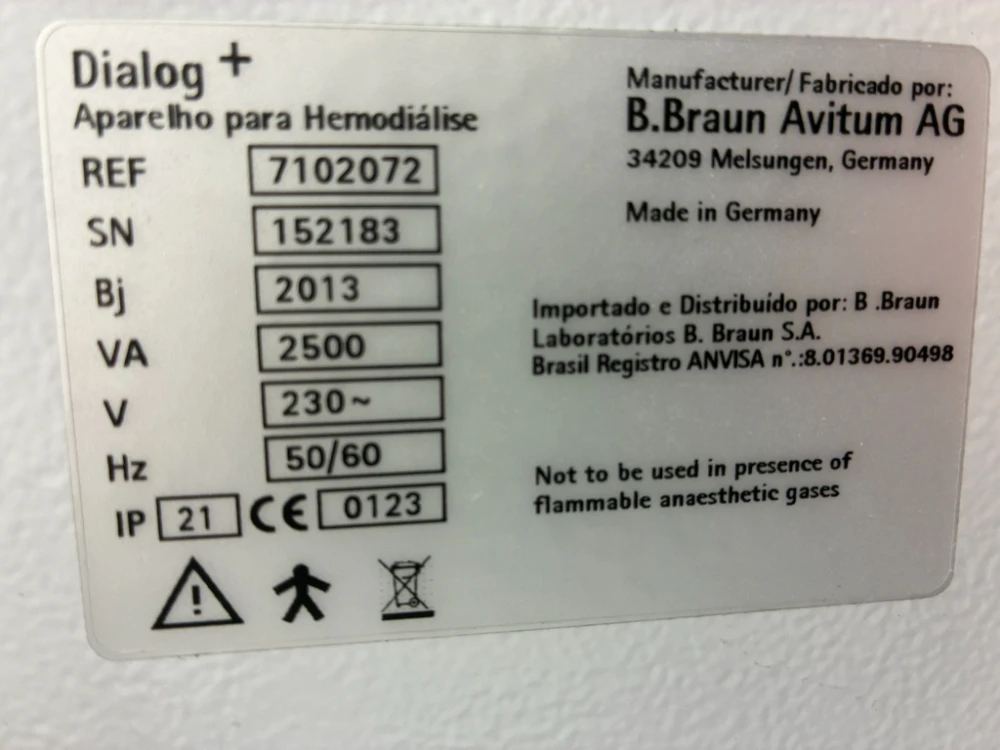 Dialog +
Aparelho para Hemodiálise
REF 7102072
SN 152183
Bj 2013
VA 2500
V 230~
Hz 50/60
IP 21 CE 0123
Manufacturer/ Fabricado por:
B.Braun Avitum AG
34209 Melsungen, Germany
Made in Germany
Importado e Distribuído por: B .Braun
Laboratórios B. Braun S.A.
Brasil Registro ANVISA n°.:8.01369.90498
Not to be used in presence of
flammable anaesthetic gases